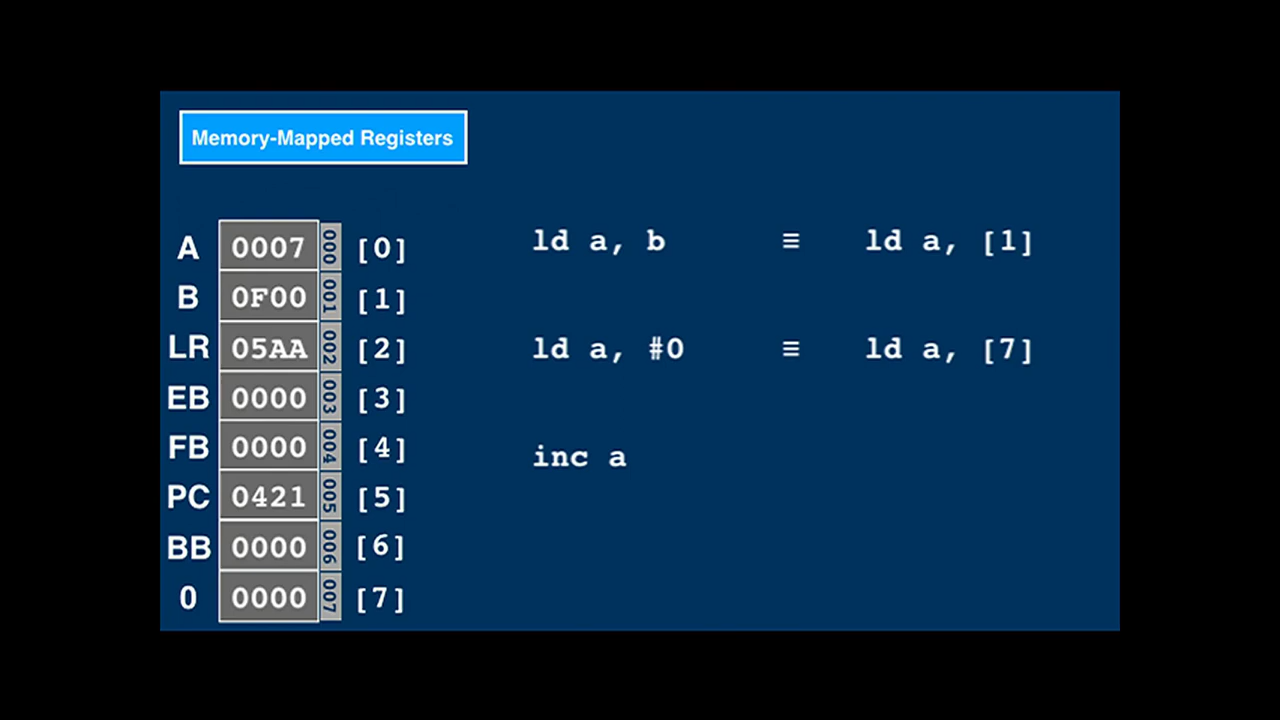 Memory-Mapped Registers
A 0007 000 [0] ld a, b ≡ ld a, [1]
B 0F00 001 [1]
LR 05AA 002 [2] ld a, #0 ≡ ld a, [7]
EB 0000 003 [3]
FB 0000 004 [4] inc a
PC 0421 005 [5]
BB 0000 006 [6]
0 0000 007 [7]